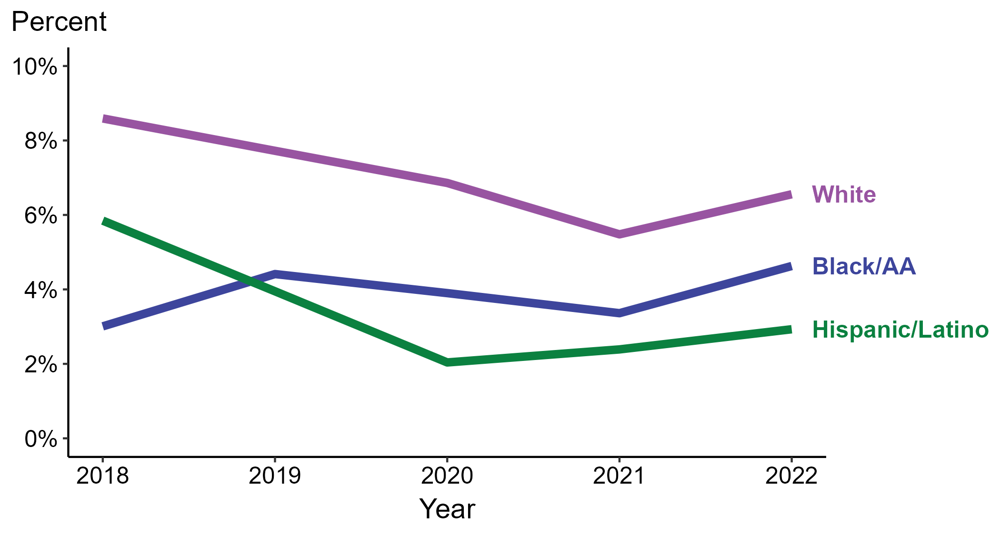 Percent
10%
8%
6%
4%
2%
0%
White
Black/AA
Hispanic/Latino
2018 2019 2020 2021 2022
Year